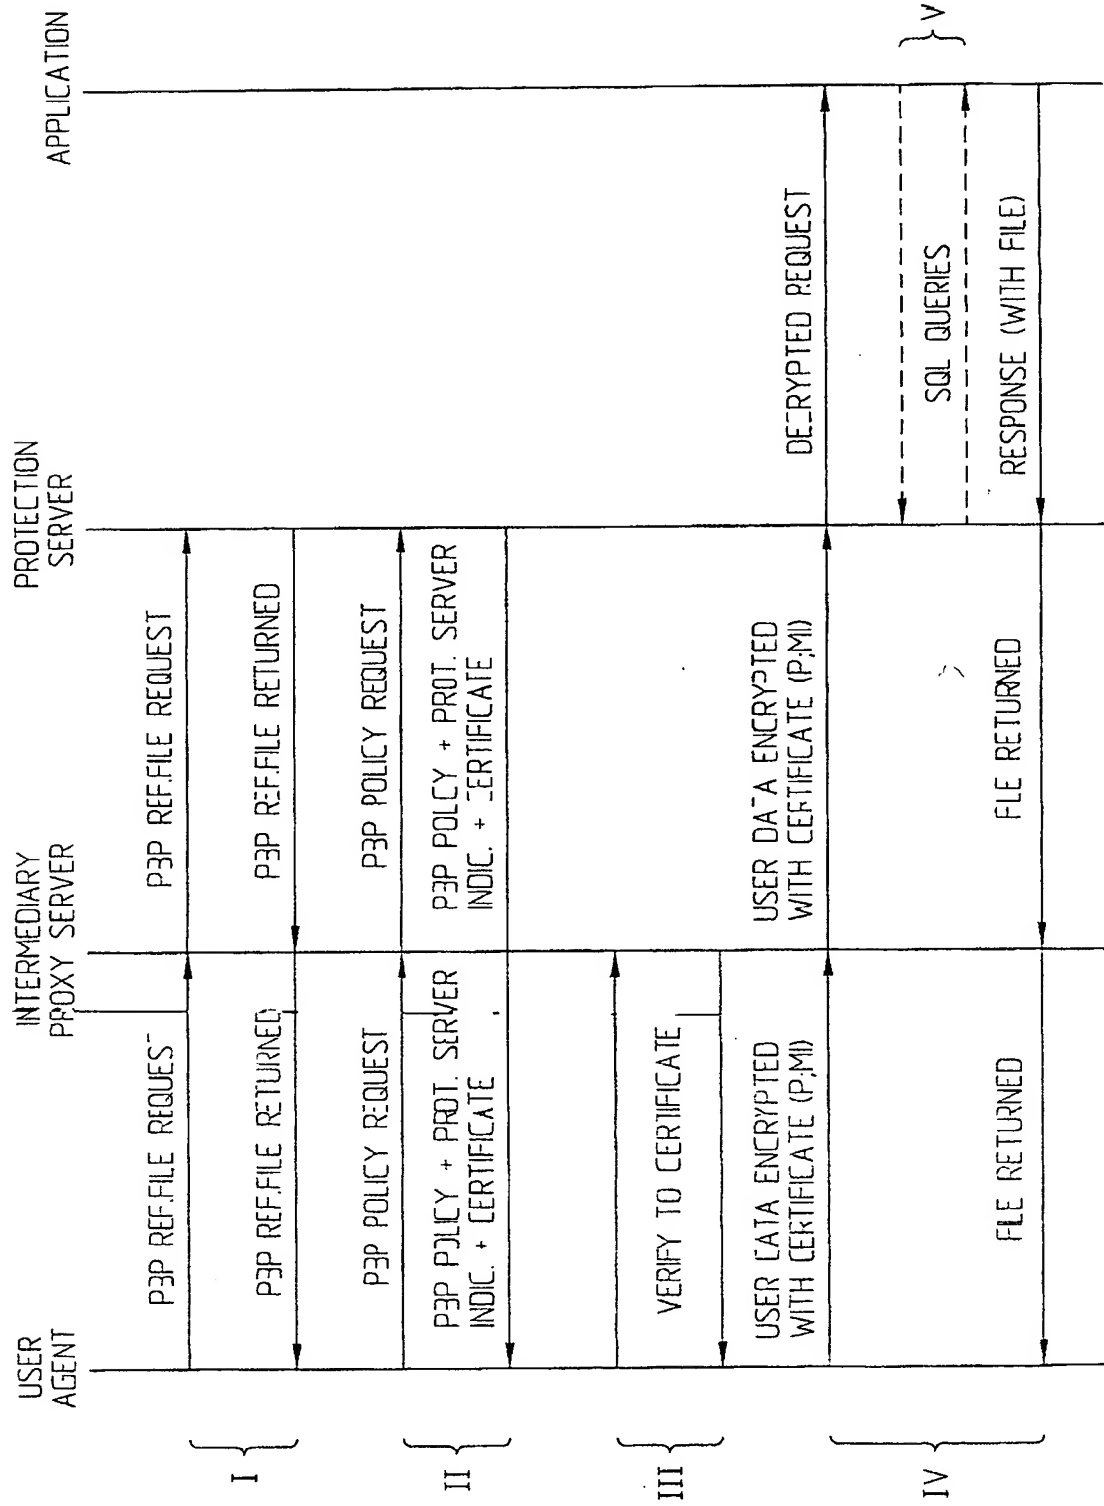 USER
AGENT
INTERMEDIARY
PROXY SERVER
PROTECTION
SERVER
APPLICATION
I
P3P REF.FILE REQUEST
P3P REF.FILE REQUEST
P3P REF.FILE RETURNED
P3P REF.FILE RETURNED
II
P3P POLICY REQUEST
P3P POLICY REQUEST
P3P POLICY + PROT. SERVER
INDIC. + CERTIFICATE
P3P POLICY + PROT. SERVER
INDIC. + CERTIFICATE
III
VERIFY TO CERTIFICATE
IV
USER DATA ENCRYPTED
WITH CERTIFICATE (P;MI)
USER DATA ENCRYPTED
WITH CERTIFICATE (P;MI)
DECRYPTED REQUEST
SQL QUERIES
V
FILE RETURNED
FILE RETURNED
RESPONSE (WITH FILE)